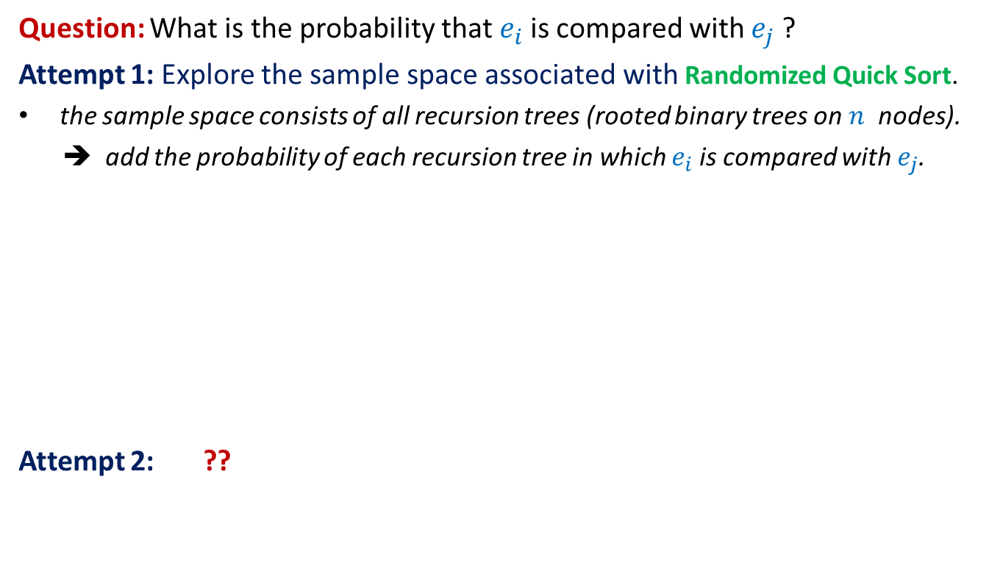 Question: What is the probability that e_i is compared with e_j ?
Attempt 1: Explore the sample space associated with Randomized Quick Sort.
• the sample space consists of all recursion trees (rooted binary trees on n nodes).
➔ add the probability of each recursion tree in which e_i is compared with e_j.
Attempt 2: ??